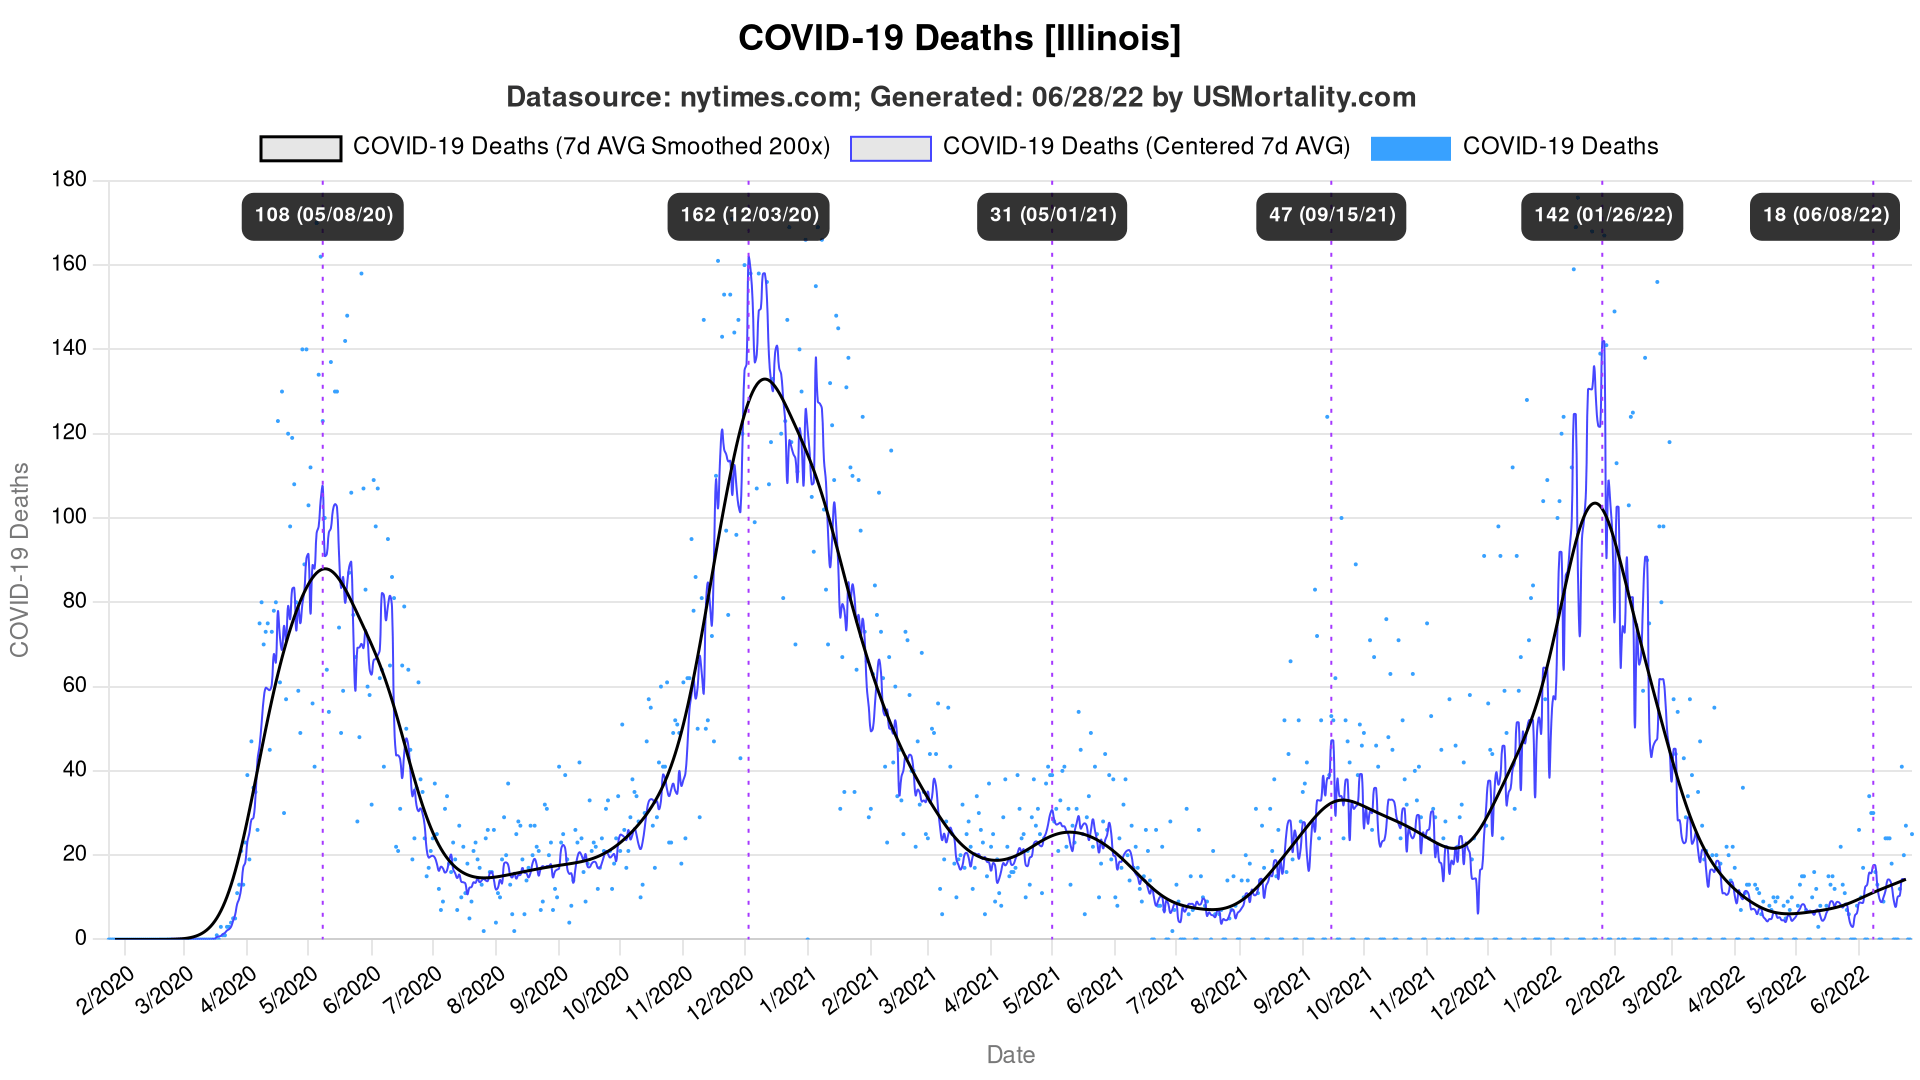 COVID-19 Deaths [Illinois]
Datasource: nytimes.com; Generated: 06/28/22 by USMortality.com
COVID-19 Deaths (7d AVG Smoothed 200x) COVID-19 Deaths (Centered 7d AVG) COVID-19 Deaths
108 (05/08/20) 162 (12/03/20) 31 (05/01/21) 47 (09/15/21) 142 (01/26/22) 18 (06/08/22)
COVID-19 Deaths
180
160
140
120
100
80
60
40
20
0
2/2020 3/2020 4/2020 5/2020 6/2020 7/2020 8/2020 9/2020 10/2020 11/2020 12/2020 1/2021 2/2021 3/2021 4/2021 5/2021 6/2021 7/2021 8/2021 9/2021 10/2021 11/2021 12/2021 1/2022 2/2022 3/2022 4/2022 5/2022 6/2022
Date